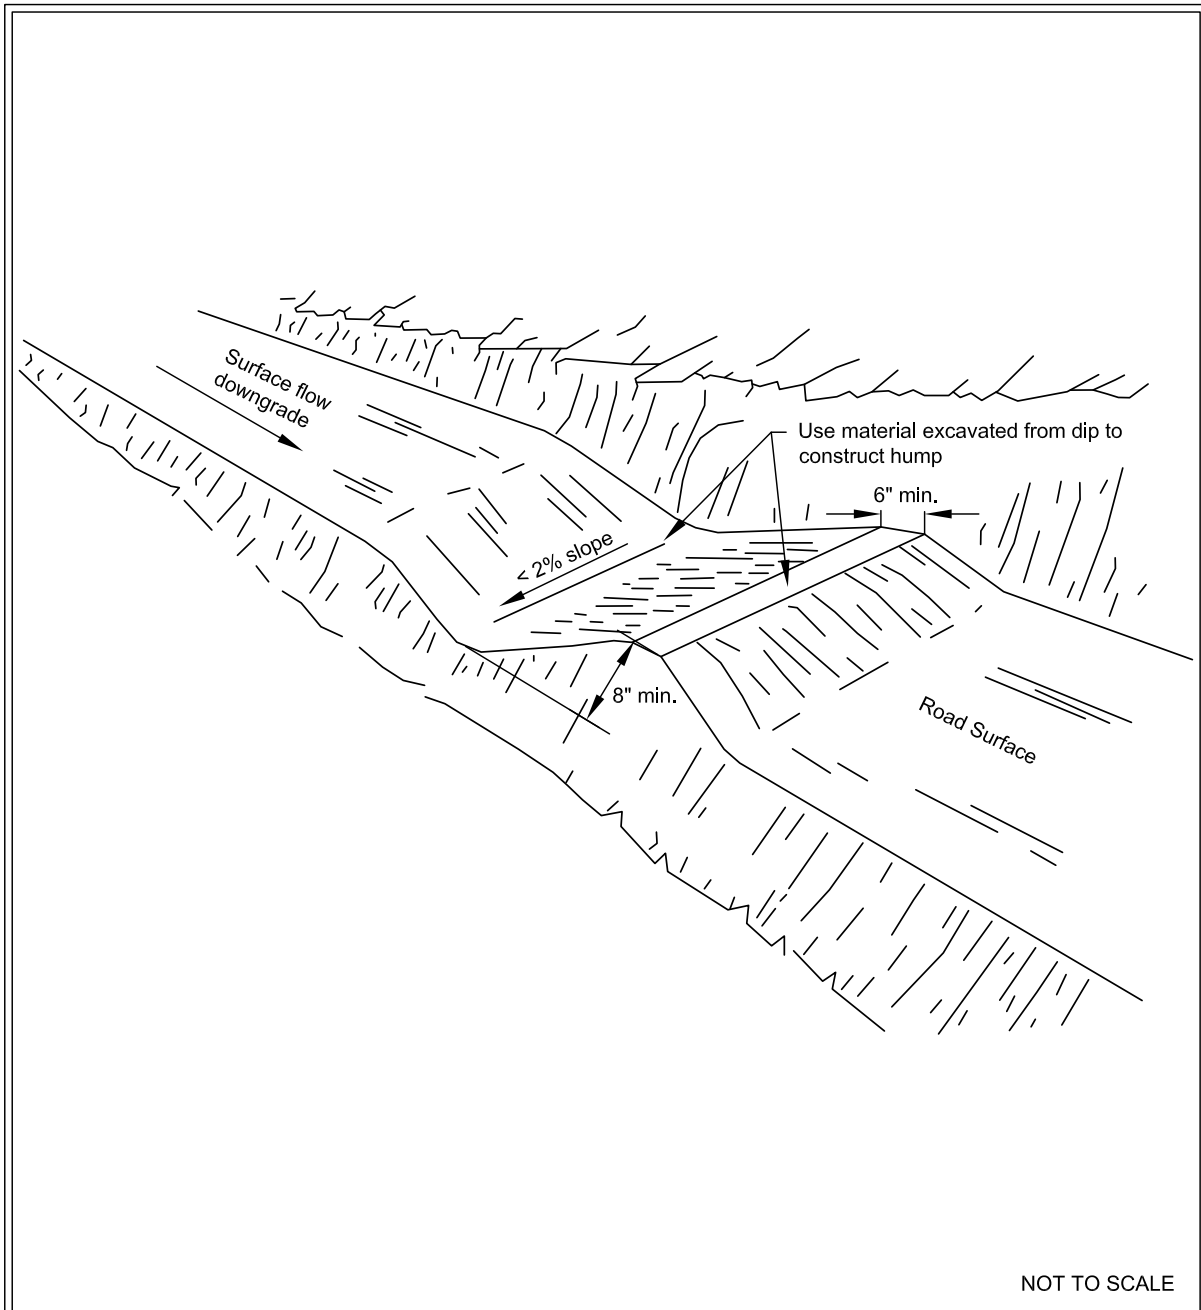 Surface flow
downgrade
Use material excavated from dip to
construct hump
6" min.
< 2% slope
8" min.
Road Surface
NOT TO SCALE